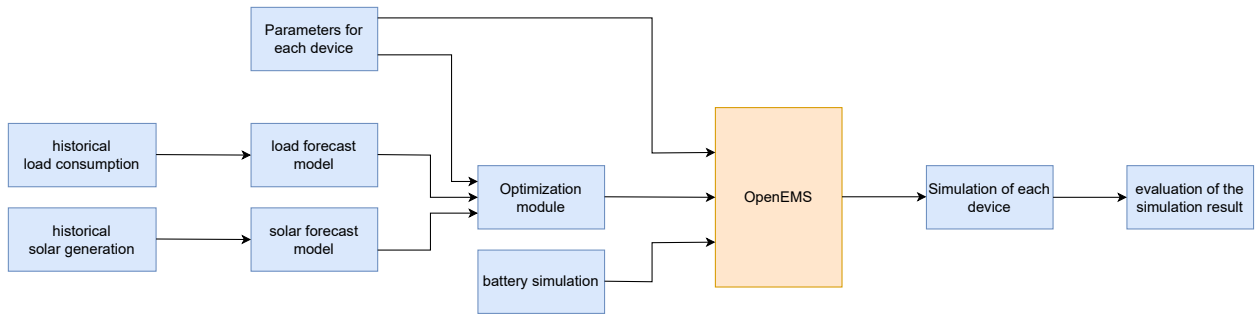 Parameters for
each device
historical
load consumption
load forecast
model
historical
solar generation
solar forecast
model
Optimization
module
battery simulation
OpenEMS
Simulation of each
device
evaluation of the
simulation result